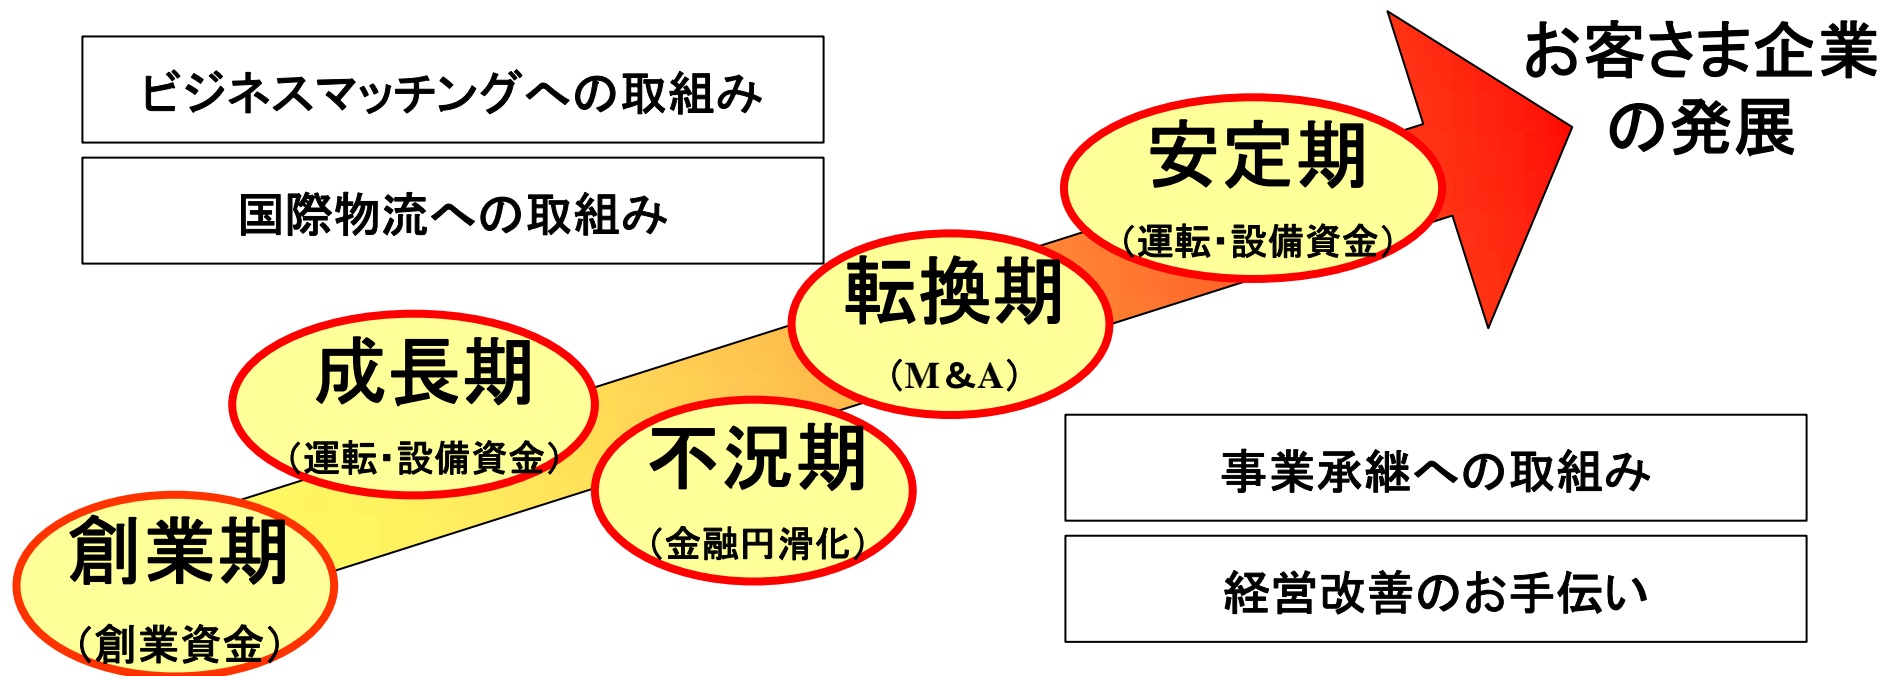 お客さま企業
の発展
ビジネスマッチングへの取組み
国際物流への取組み
安定期
（運転・設備資金）
転換期
（M＆A）
成長期
（運転・設備資金）
不況期
（金融円滑化）
創業期
（創業資金）
事業承継への取組み
経営改善のお手伝い